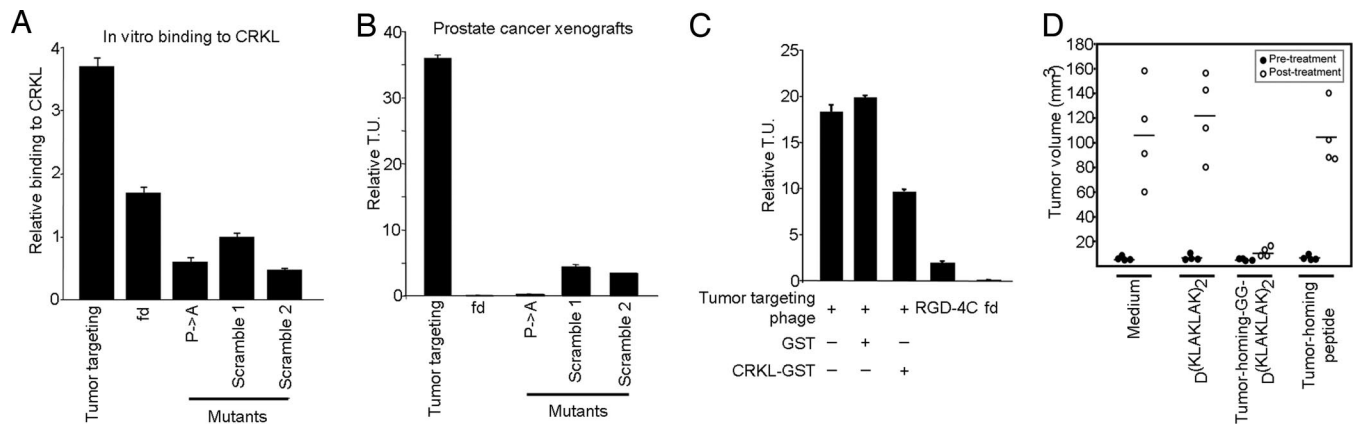 A
In vitro binding to CRKL
Relative binding to CRKL
4
3
2
1
0
Tumor targeting
fd
P->A
Scramble 1
Scramble 2
Mutants
B
Prostate cancer xenografts
Relative T.U.
40
30
20
10
0
Tumor targeting
fd
P->A
Scramble 1
Scramble 2
Mutants
C
Relative T.U.
25
20
15
10
5
0
Tumor targeting phage
+ + + RGD-4C fd
GST
– + –
CRKL-GST
– – +
D
Tumor volume (mm3)
180
160
140
120
100
80
60
40
20
Pre-treatment
Post-treatment
Medium
D(KLAKLAK)2
Tumor-homing-GG-
D(KLAKLAK)2
Tumor-homing
peptide